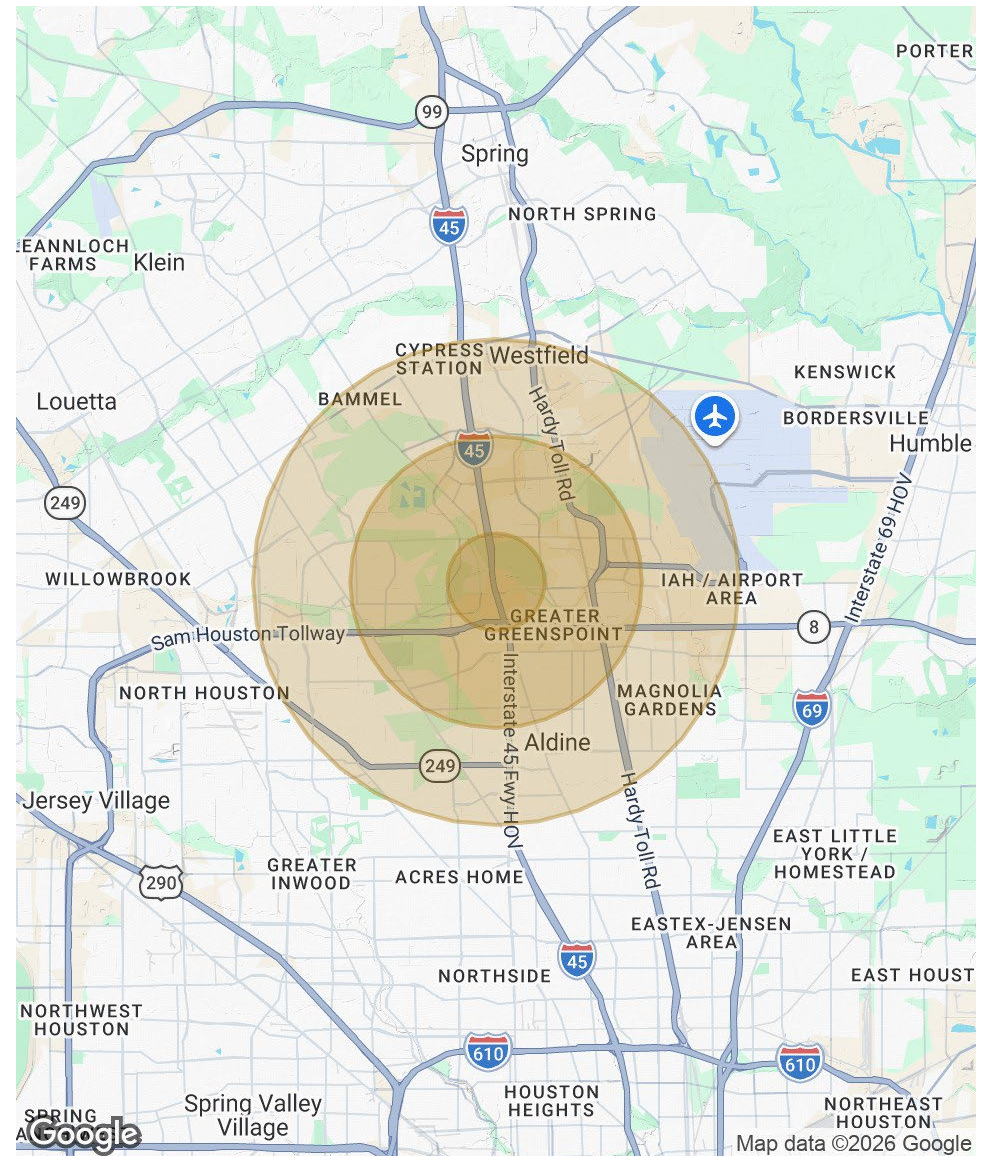 PORTER
99
Spring
NORTH SPRING
45
EANNLOCH
FARMS
Klein
CYPRESS
STATION
Westfield
KENSWICK
BAMMEL
Louetta
BORDERSVILLE
Humble
Hardy Toll Rd
45
249
Interstate 69 HOV
WILLOWBROOK
IAH / AIRPORT
AREA
GREATER
GREENSPOINT
8
Sam Houston Tollway
NORTH HOUSTON
MAGNOLIA
GARDENS
69
Interstate 45 Fwy HOV
Aldine
249
Hardy Toll Rd
Jersey Village
EAST LITTLE
YORK /
HOMESTEAD
GREATER
INWOOD
ACRES HOME
290
EASTEX-JENSEN
AREA
45
NORTHSIDE
EAST HOUST
NORTHWEST
HOUSTON
610
610
HOUSTON
HEIGHTS
Spring Valley
Village
NORTHEAST
HOUSTON
SPRING
Google
Map data ©2026 Google